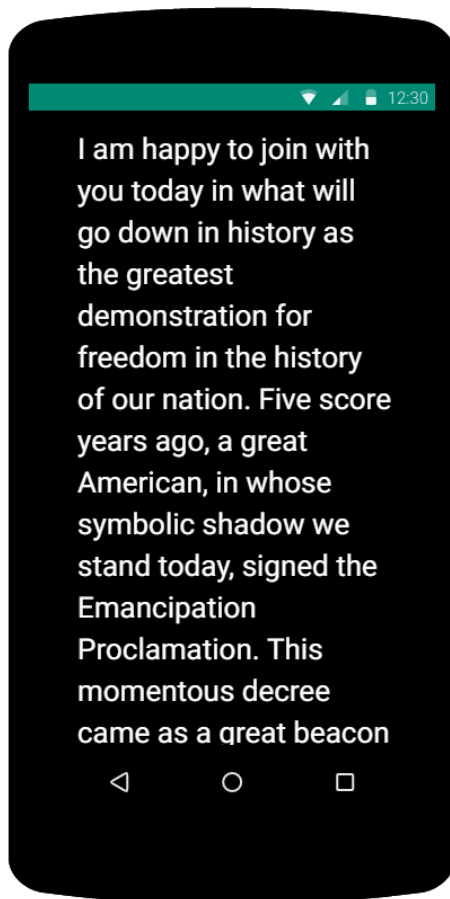 12:30
I am happy to join with
you today in what will
go down in history as
the greatest
demonstration for
freedom in the history
of our nation. Five score
years ago, a great
American, in whose
symbolic shadow we
stand today, signed the
Emancipation
Proclamation. This
momentous decree
came as a great beacon